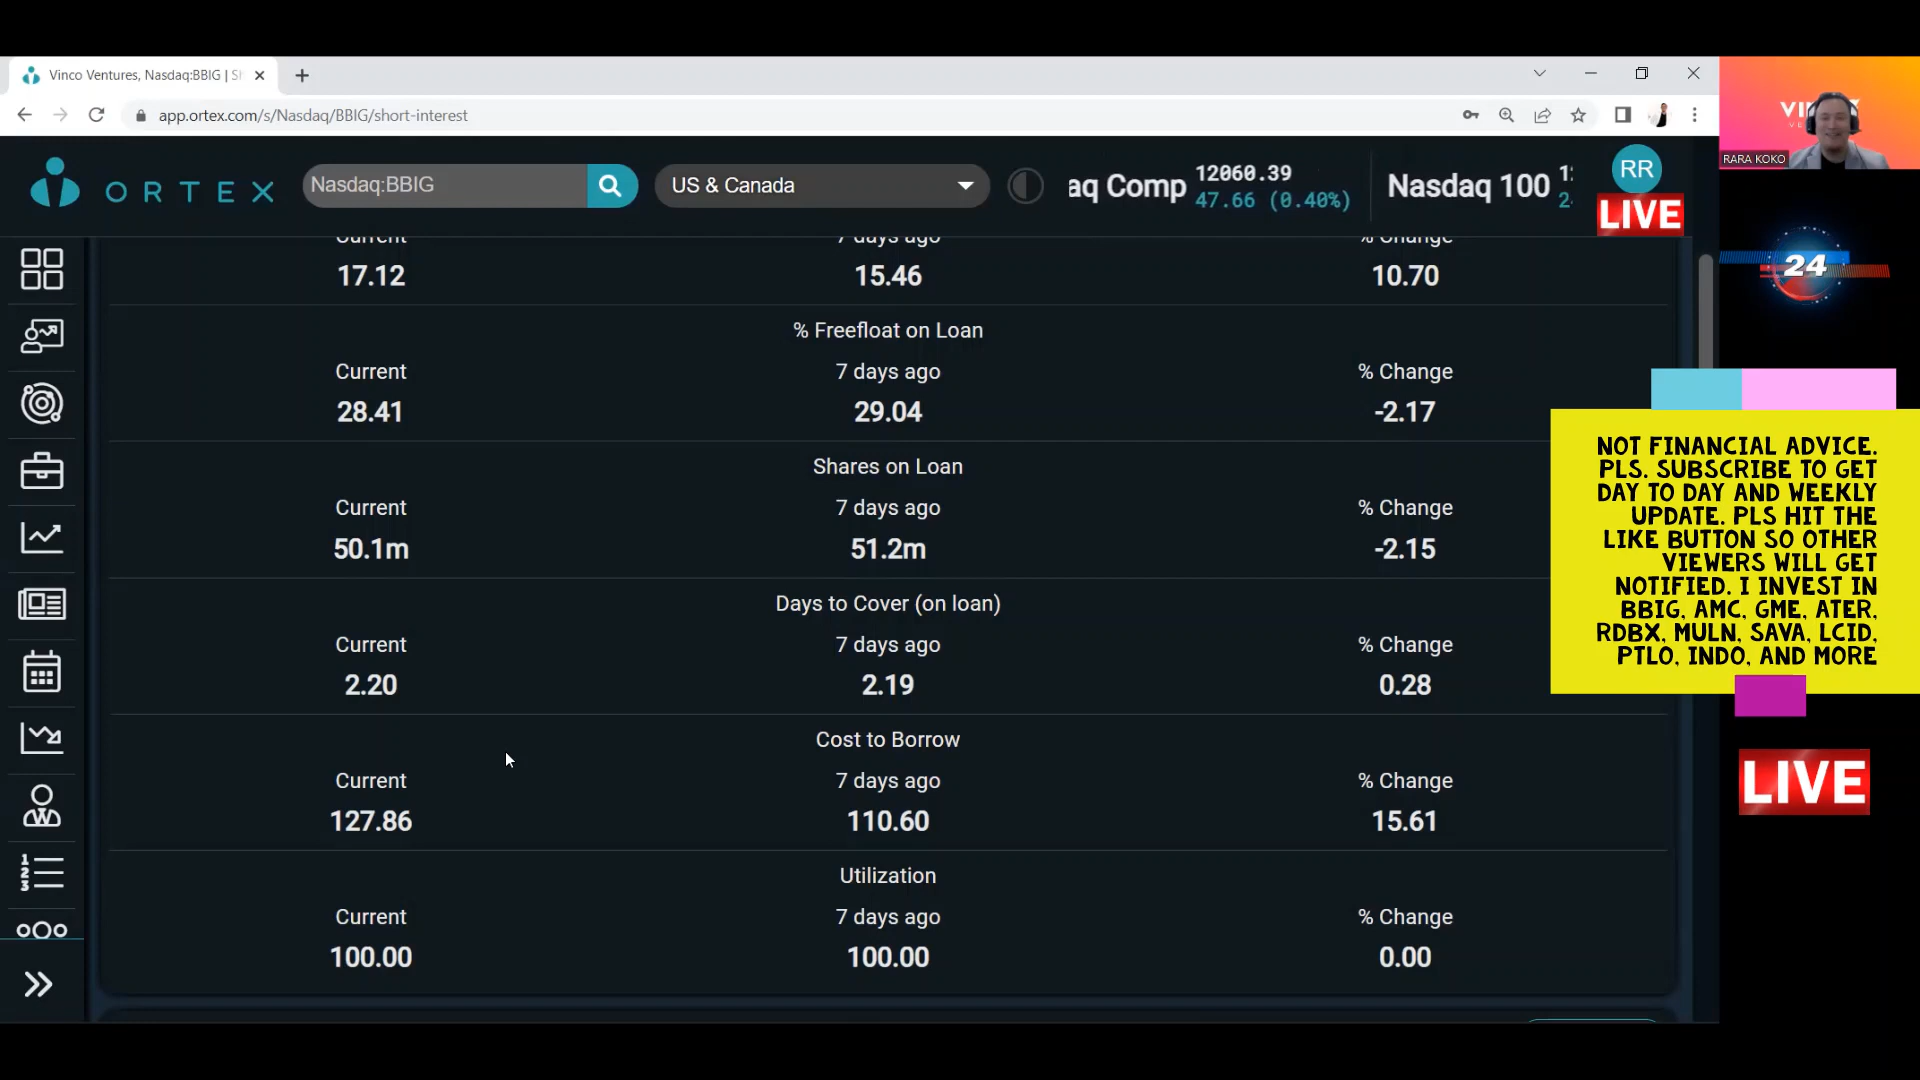 Vinco Ventures, Nasdaq:BBIG | S
app.ortex.com/s/Nasdaq/BBIG/short-interest
ORTEX
Nasdaq:BBIG
US & Canada
aq Comp
12060.39
47.66 (0.40%)
Nasdaq 100
RR
LIVE
RARA KOKO
24
Current
7 days ago
% Change
17.12
15.46
10.70
% Freefloat on Loan
Current
7 days ago
% Change
28.41
29.04
-2.17
Shares on Loan
Current
7 days ago
% Change
50.1m
51.2m
-2.15
Days to Cover (on loan)
Current
7 days ago
% Change
2.20
2.19
0.28
Cost to Borrow
Current
7 days ago
% Change
127.86
110.60
15.61
Utilization
Current
7 days ago
% Change
100.00
100.00
0.00
NOT FINANCIAL ADVICE.
PLS. SUBSCRIBE TO GET
DAY TO DAY AND WEEKLY
UPDATE. PLS HIT THE
LIKE BUTTON SO OTHER
VIEWERS WILL GET
NOTIFIED. I INVEST IN
BBIG, AMC, GME, ATER,
RDBX, MULN, SAVA, LCID,
PTLO, INDO, AND MORE
LIVE